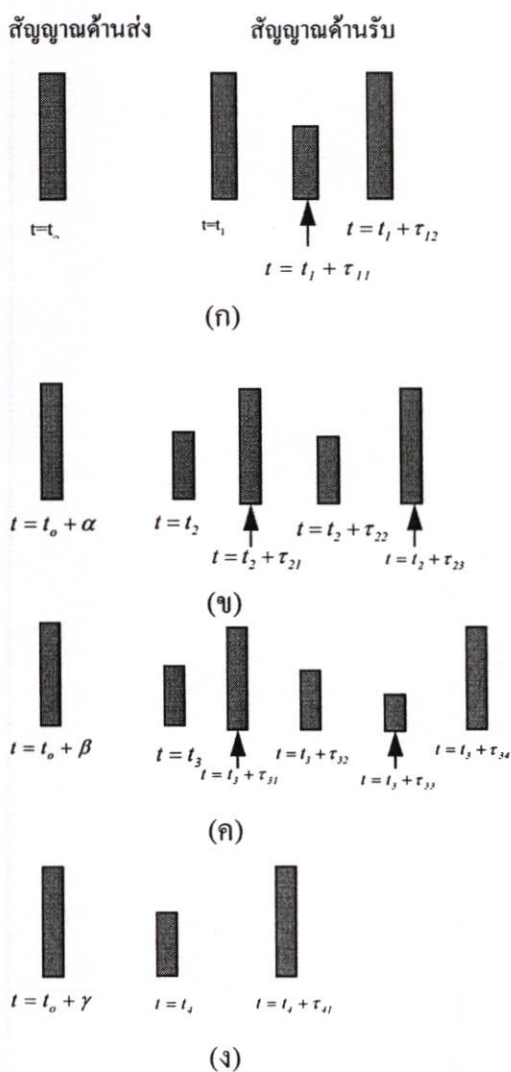 สัญญาณด้านส่ง สัญญาณด้านรับ
t=t₀ t=t₁ t = t₁ + τ₁₂
t = t₁ + τ₁₁
(ก)
t = t₀ + α t = t₂ t = t₂ + τ₂₂
t = t₂ + τ₂₁ t = t₂ + τ₂₃
(ข)
t = t₀ + β t = t₃ t = t₃ + τ₃₁ t = t₃ + τ₃₂ t = t₃ + τ₃₃ t = t₃ + τ₃₄
(ค)
t = t₀ + γ t = t₄ t = t₄ + τ₄₁
(ง)